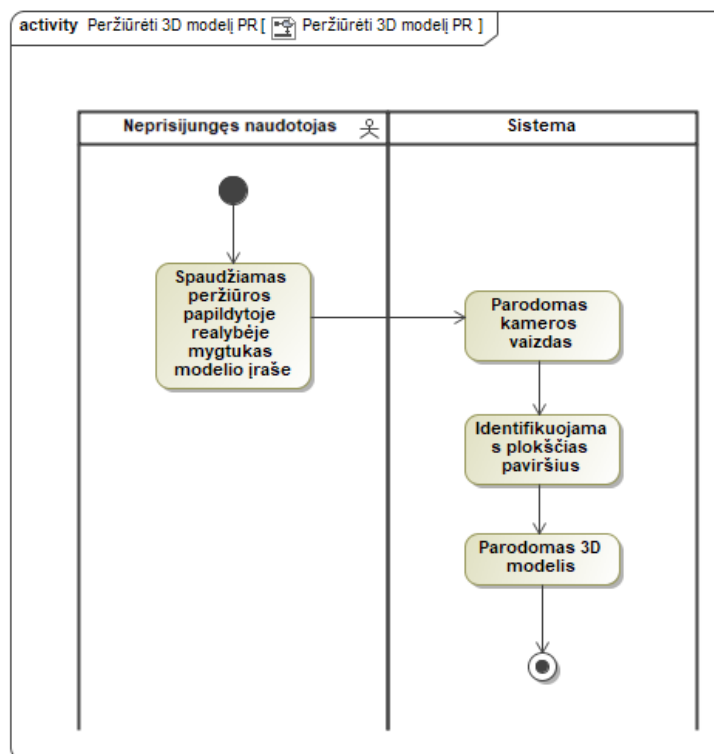 activity Peržiūrėti 3D modelį PR [ Peržiūrėti 3D modelį PR ]
Neprisijungęs naudotojas
Sistema
Spaudžiamas
peržiūros
papildytoje
realybėje
mygtukas
modelio įraše
Parodomas
kameros
vaizdas
Identifikuojama
s plokščias
paviršius
Parodomas 3D
modelis